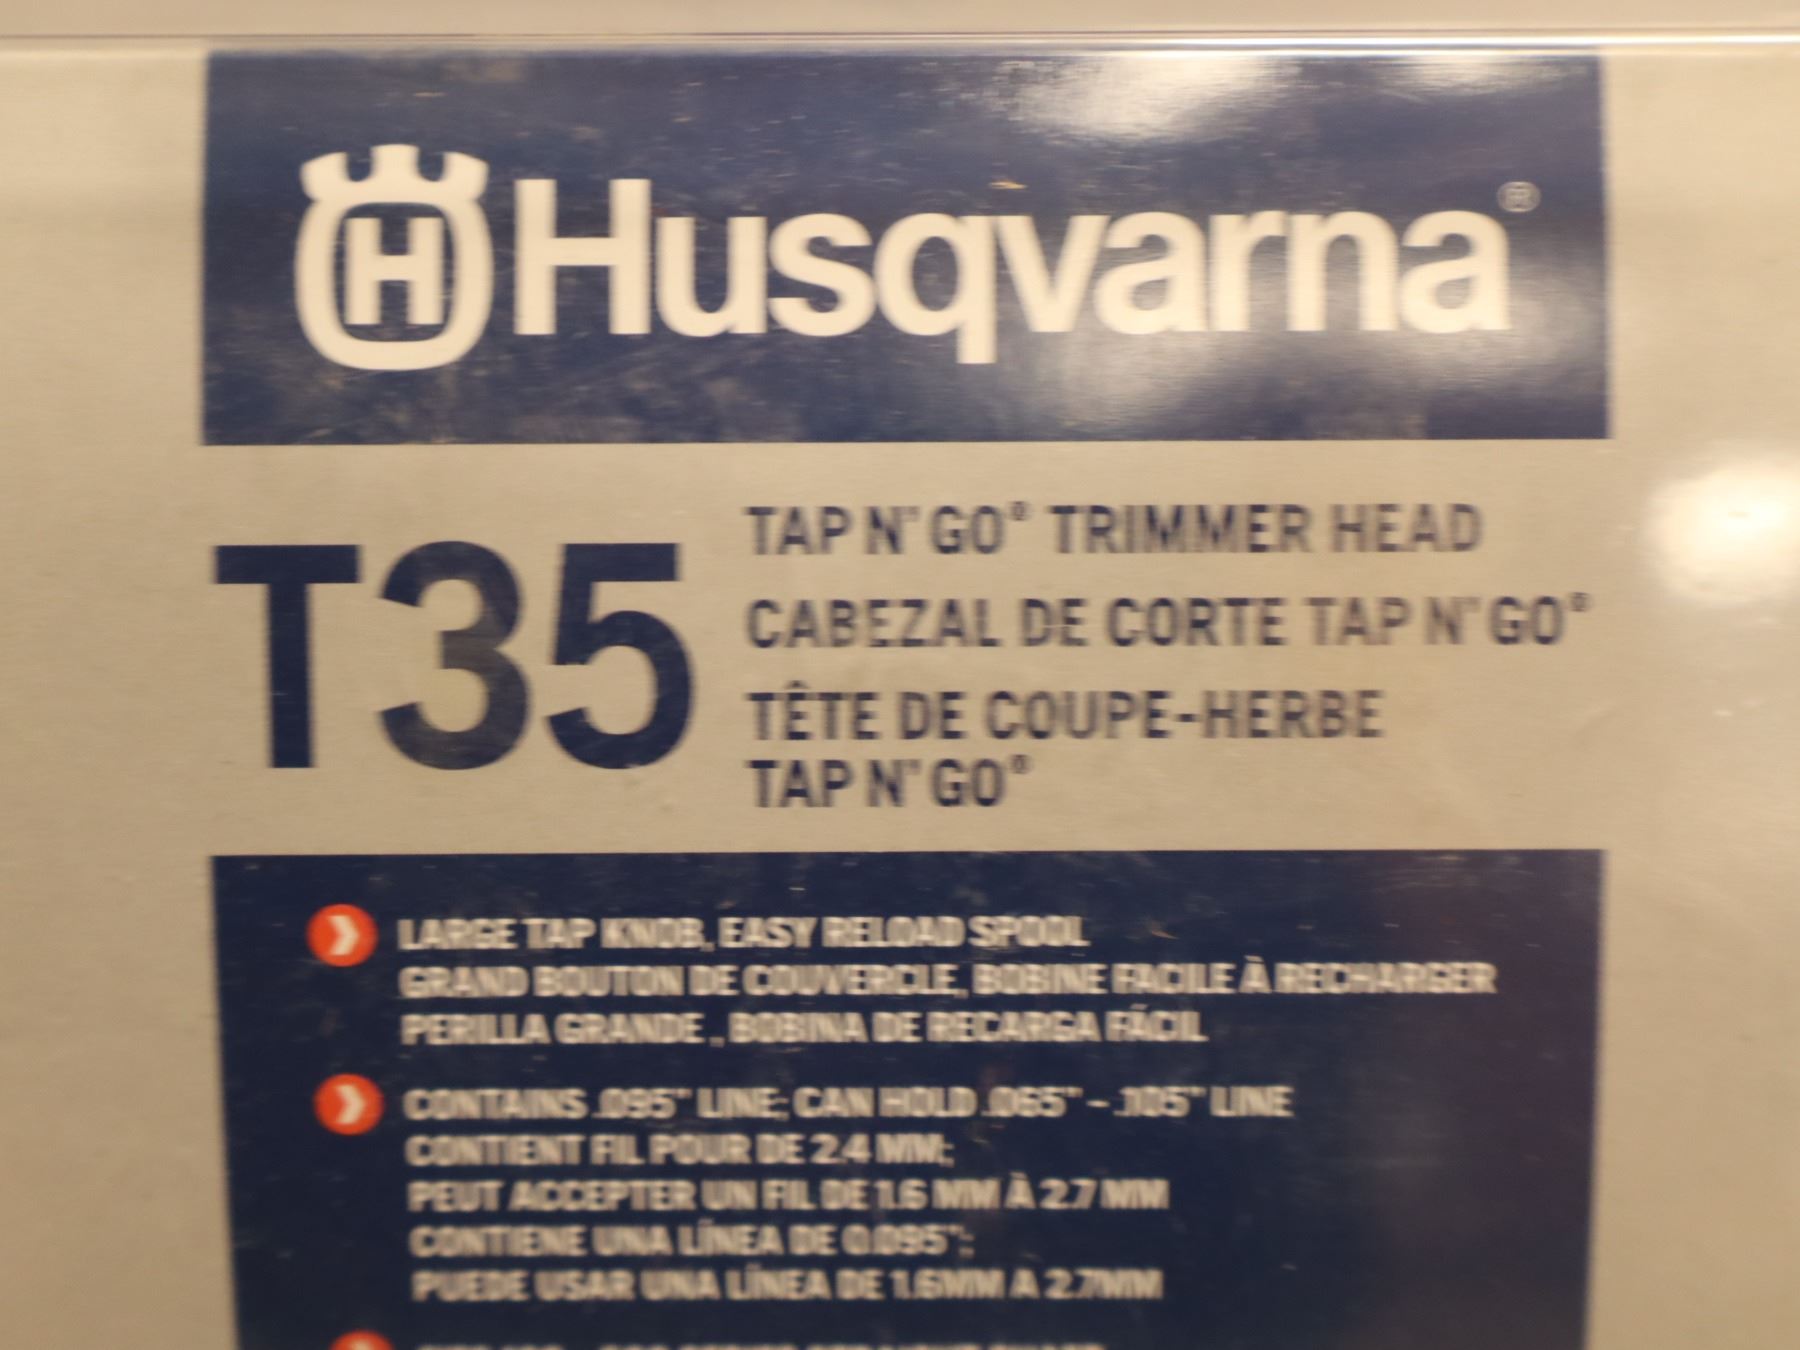 H Husqvarna®
T35
TAP N' GO® TRIMMER HEAD
CABEZAL DE CORTE TAP N' GO®
TÊTE DE COUPE-HERBE
TAP N' GO®
LARGE TAP KNOB, EASY RELOAD SPOOL
GRAND BOUTON DE COUVERCLE, BOBINE FACILE À RECHARGER
PERILLA GRANDE , BOBINA DE RECARGA FÁCIL
CONTAINS .095" LINE; CAN HOLD .065" - .105" LINE
CONTIENT FIL POUR DE 2.4 MM;
PEUT ACCEPTER UN FIL DE 1.6 MM À 2.7 MM
CONTIENE UNA LÍNEA DE 0.095";
PUEDE USAR UNA LÍNEA DE 1.6MM A 2.7MM